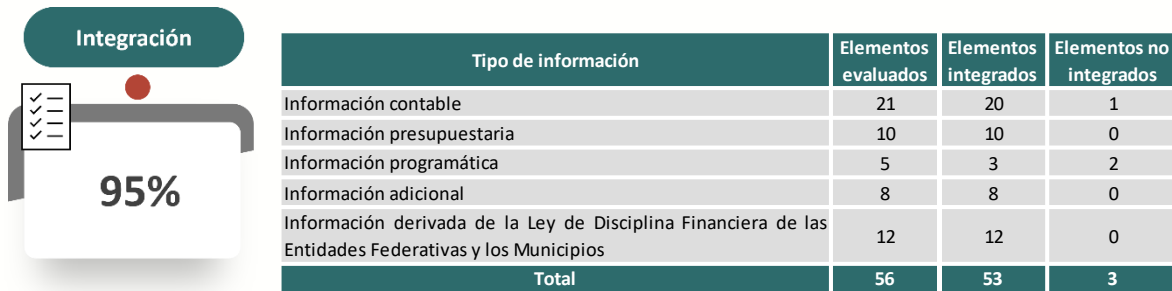 Integración
95%
Tipo de información
Elementos evaluados
Elementos integrados
Elementos no integrados
Información contable 21 20 1
Información presupuestaria 10 10 0
Información programática 5 3 2
Información adicional 8 8 0
Información derivada de la Ley de Disciplina Financiera de las
Entidades Federativas y los Municipios 12 12 0
Total 56 53 3